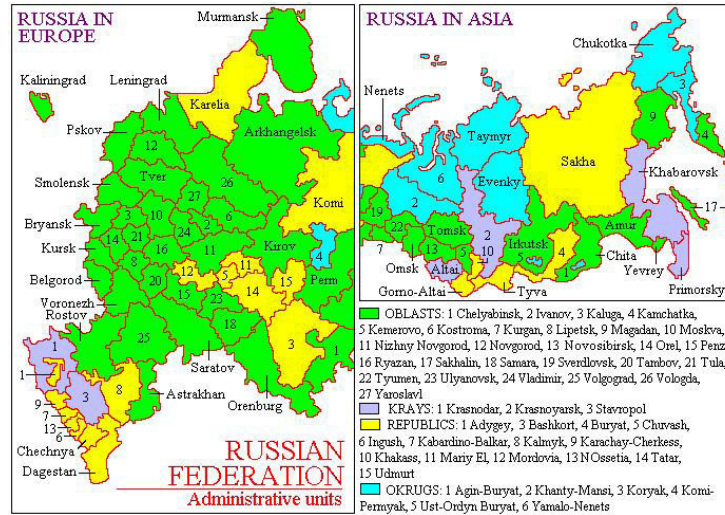 RUSSIA IN
EUROPE
Murmansk
Kaliningrad
Leningrad
Karelia
Pskov
Arkhangelsk
12
Tver
Smolensk
26
27
Komi
Bryansk
3
10
2
6
14
21
24
4
Kursk
16
11
Kirov
8
Perm
Belgorod
12
5
11
20
15
14
15
Voronezh
23
Rostov
18
25
3
1
1
Saratov
1
3
8
9
Astrakhan
7
Orenburg
13
6
Chechnya
Dagestan
RUSSIAN
FEDERATION
Administrative units
RUSSIA IN ASIA
Chukotka
Nenets
3
Taymyr
9
4
6
Sakha
Khabarovsk
2
Evenky
19
17
22
Tomsk
2
Amur
13
5
Irkutsk
4
7
10
5
Chita
Omsk
Altai
1
Yevrey
Gorno-Altai
Tyva
Primorsky
OBLASTS: 1 Chelyabinsk, 2 Ivanov, 3 Kaluga, 4 Kamchatka,
5 Kemerovo, 6 Kostroma, 7 Kurgan, 8 Lipetsk, 9 Magadan, 10 Moskva,
11 Nizhny Novgorod, 12 Novgorod, 13 Novosibirsk, 14 Orel, 15 Penz
16 Ryazan, 17 Sakhalin, 18 Samara, 19 Sverdlovsk, 20 Tambov, 21 Tula,
22 Tyumen, 23 Ulyanovsk, 24 Vladimir, 25 Volgograd, 26 Vologda,
27 Yaroslavl
KRAYS: 1 Krasnodar, 2 Krasnoyarsk, 3 Stavropol
REPUBLICS: 1 Adygey, 3 Bashkort, 4 Buryat, 5 Chuvash,
6 Ingush, 7 Kabardino-Balkar, 8 Kalmyk, 9 Karachay-Cherkess,
10 Khakass, 11 Mariy El, 12 Mordovia, 13 NOssetia, 14 Tatar,
15 Udmurt
OKRUGS: 1 Agin-Buryat, 2 Khanty-Mansi, 3 Koryak, 4 Komi-
Permyak, 5 Ust-Ordyn Buryat, 6 Yamalo-Nenets